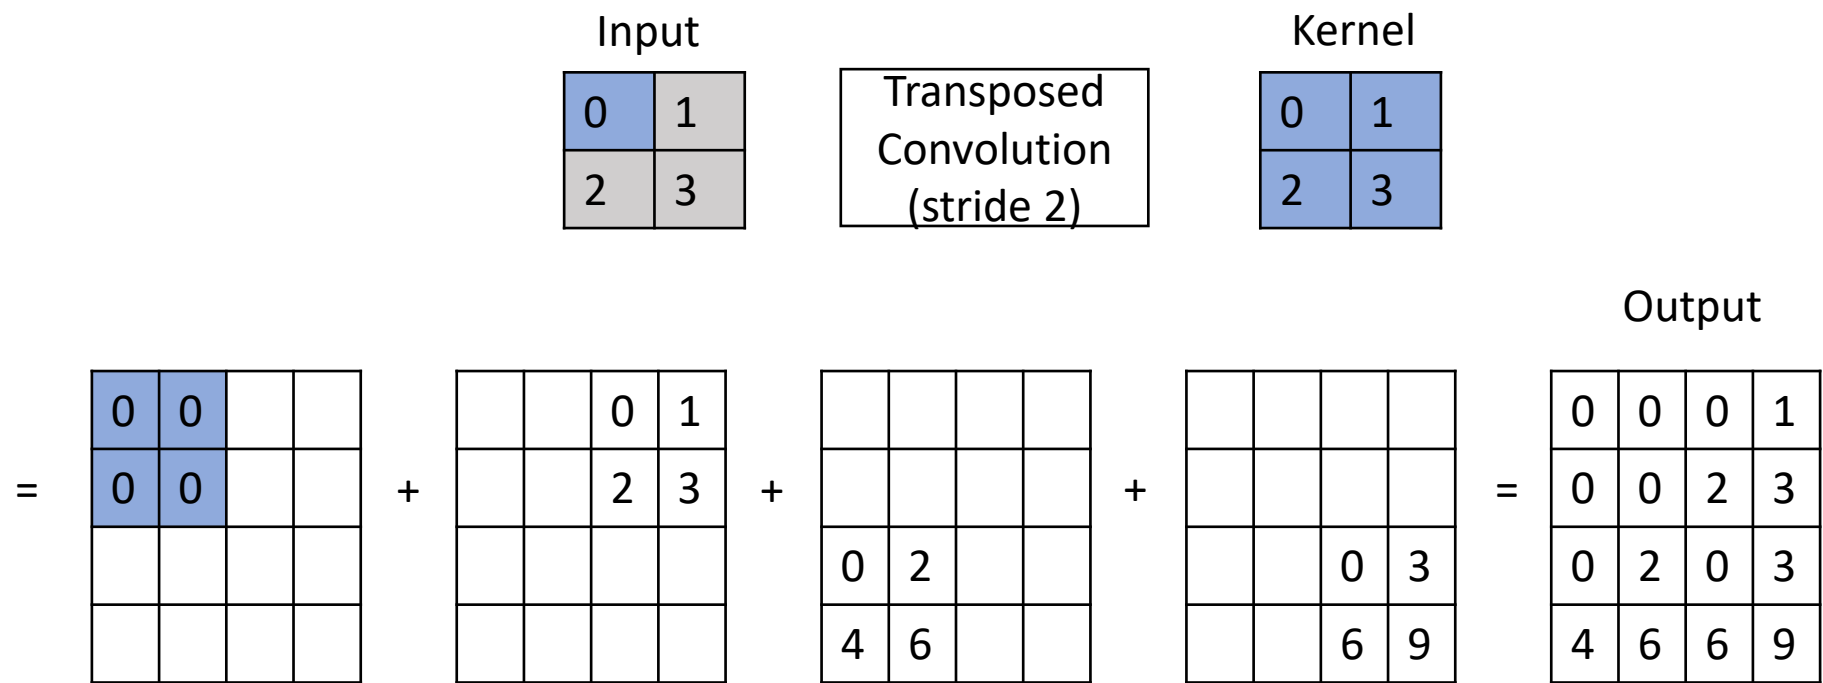 Input
Kernel
0 1
2 3
Transposed
Convolution
(stride 2)
0 1
2 3
Output
= 0 0 + 0 1 + + = 0 0 0 1
0 0 2 3 0 0 2 3
0 2 0 3 0 2 0 3
4 6 6 9 4 6 6 9